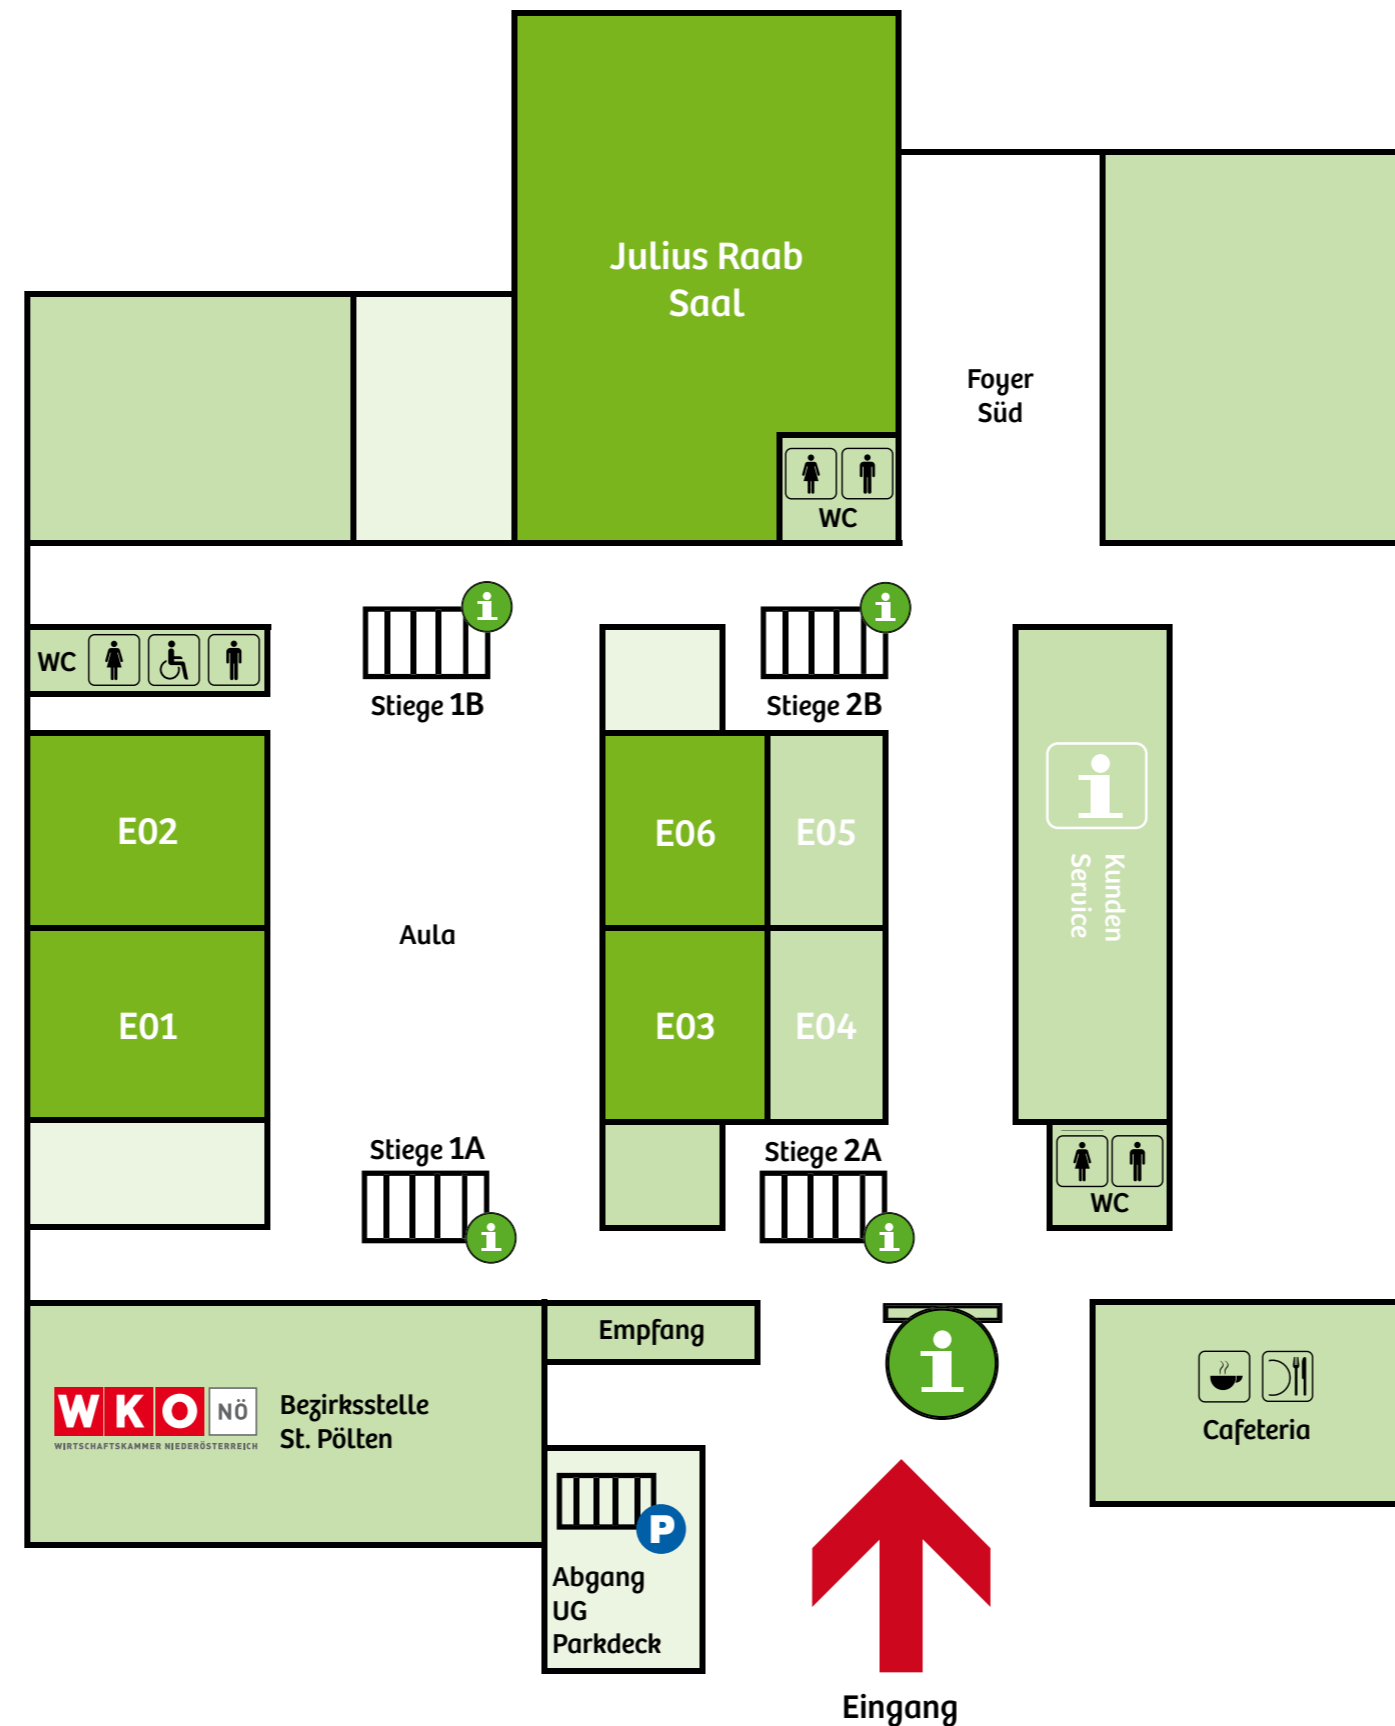 Julius Raab
Saal
Foyer
Süd
WC
WC
Stiege 1B
Stiege 2B
E02
E06
E05
Kunden
Service
Aula
E01
E03
E04
Stiege 1A
Stiege 2A
WC
Empfang
WKO NÖ
WIRTSCHAFTSKAMMER NIEDERÖSTERREICH
Bezirksstelle
St. Pölten
Cafeteria
P
Abgang
UG
Parkdeck
Eingang